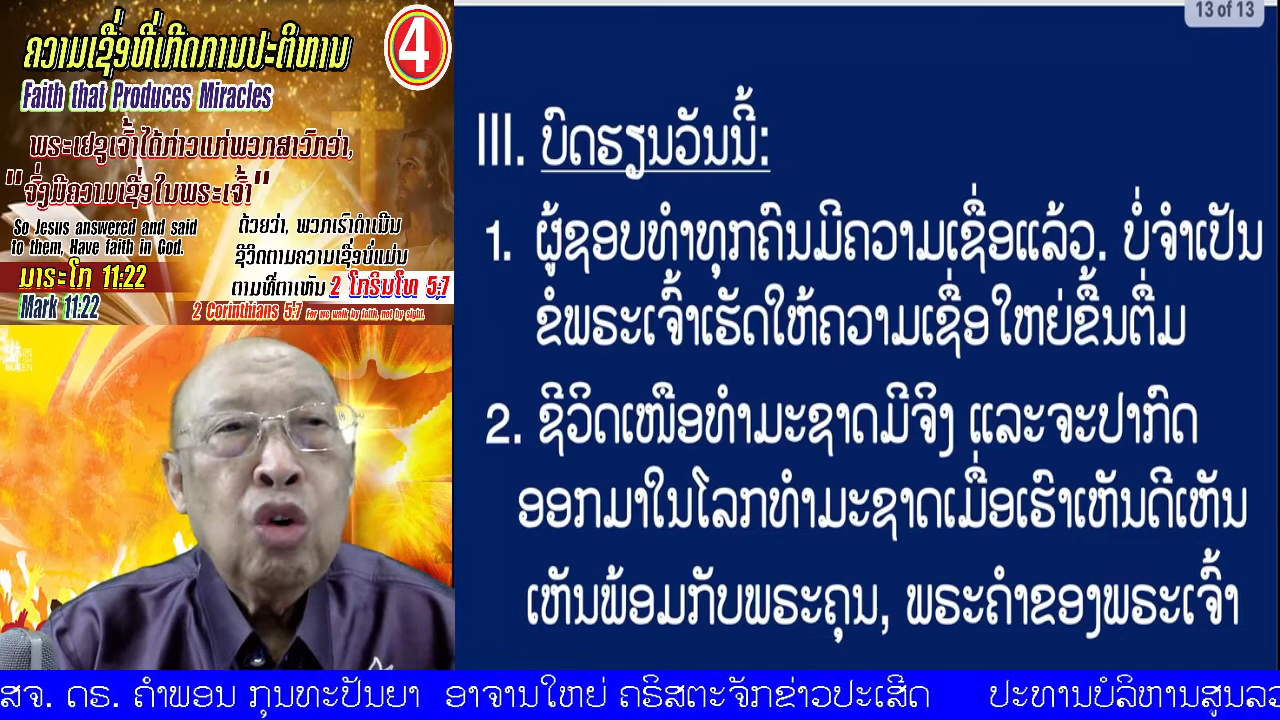 ຄວາມເຊື່ອທີ່ເກີດການປະຕິຫານ
4
Faith that Produces Miracles
ພຣະເຢຊູເຈົ້າໄດ້ກ່າວແກ່ພວກສາວົກວ່າ,
"ຈົ່ງມີຄວາມເຊື່ອໃນພຣະເຈົ້າ"
So Jesus answered and said
to them, Have faith in God.
ມາຣະໂກ 11:22
Mark 11:22
ດ້ວຍວ່າ, ພວກເຮົາດໍາເນີນ
ຊີວິດຕາມຄວາມເຊື່ອບໍ່ແມ່ນ
ຕາມທີ່ຕາເຫັນ 2 ໂກຣິນໂທ 5:7
2 Corinthians 5:7 For we walk by faith, not by sight.
13 of 13
III. ບົດຮຽນວັນນີ້:
1. ຜູ້ຊອບທໍາທຸກຄົນມີຄວາມເຊື່ອແລ້ວ. ບໍ່ຈໍາເປັນ
ຂໍພຣະເຈົ້າເຮັດໃຫ້ຄວາມເຊື່ອໃຫຍ່ຂຶ້ນຕື່ມ
2. ຊີວິດເໜືອທໍາມະຊາດມີຈິງ ແລະຈະປາກົດ
ອອກມາໃນໂລກທໍາມະຊາດເມື່ອເຮົາເຫັນດີເຫັນ
ເຫັນພ້ອມກັບພຣະຄຸນ, ພຣະຄໍາຂອງພຣະເຈົ້າ
ສຈ. ດຣ. ຄໍາພອນ ກຸນທະປັນຍາ ອາຈານໃຫຍ່ ຄຣິສຕະຈັກຂ່າວປະເສີດ ປະທານບໍລິຫານສູນລວ